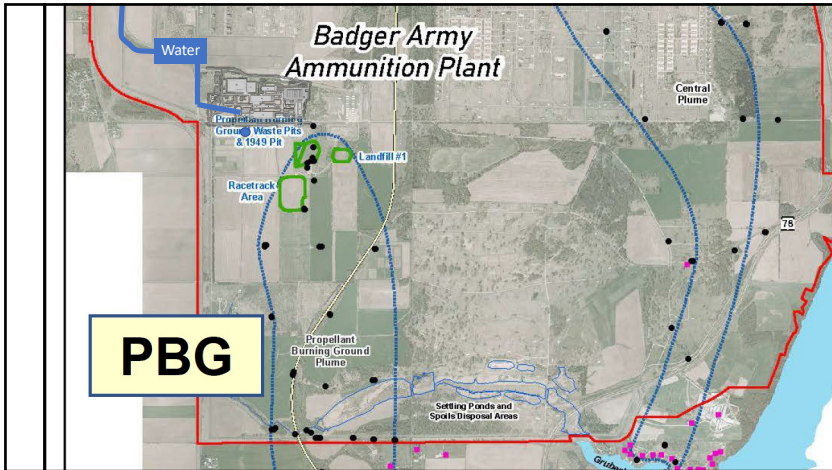 Badger Army
Ammunition Plant
Water
Central
Plume
Propellant Burning
Ground Waste Pits
& 1949 Pit
Landfill #1
Racetrack
Area
78
PBG
Propellant
Burning Ground
Plume
Settling Ponds and
Spoils Disposal Areas